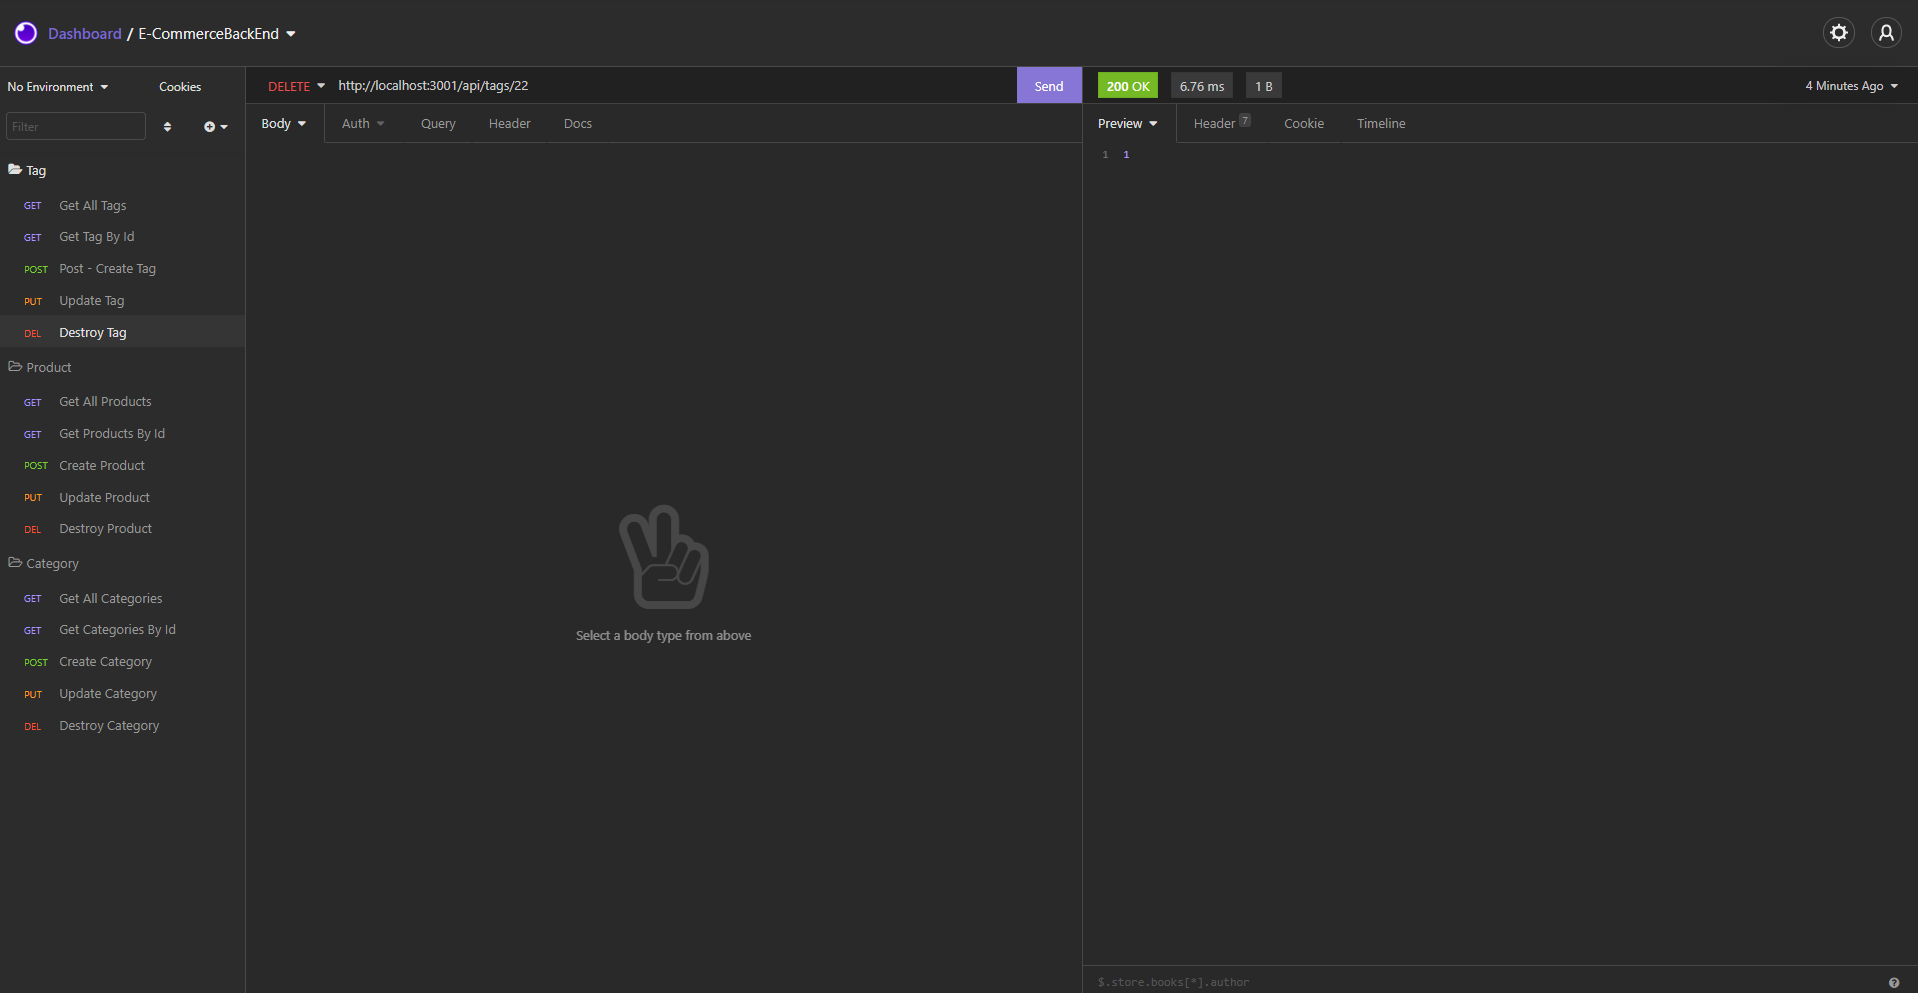 Dashboard / E-CommerceBackEnd
No Environment Cookies
Filter
Tag
GET Get All Tags
GET Get Tag By Id
POST Post - Create Tag
PUT Update Tag
DEL Destroy Tag
Product
GET Get All Products
GET Get Products By Id
POST Create Product
PUT Update Product
DEL Destroy Product
Category
GET Get All Categories
GET Get Categories By Id
POST Create Category
PUT Update Category
DEL Destroy Category
DELETE http://localhost:3001/api/tags/22 Send
Body Auth Query Header Docs
Select a body type from above
200 OK 6.76 ms 1 B 4 Minutes Ago
Preview Header 7 Cookie Timeline
1 1
$.store.books[*].author